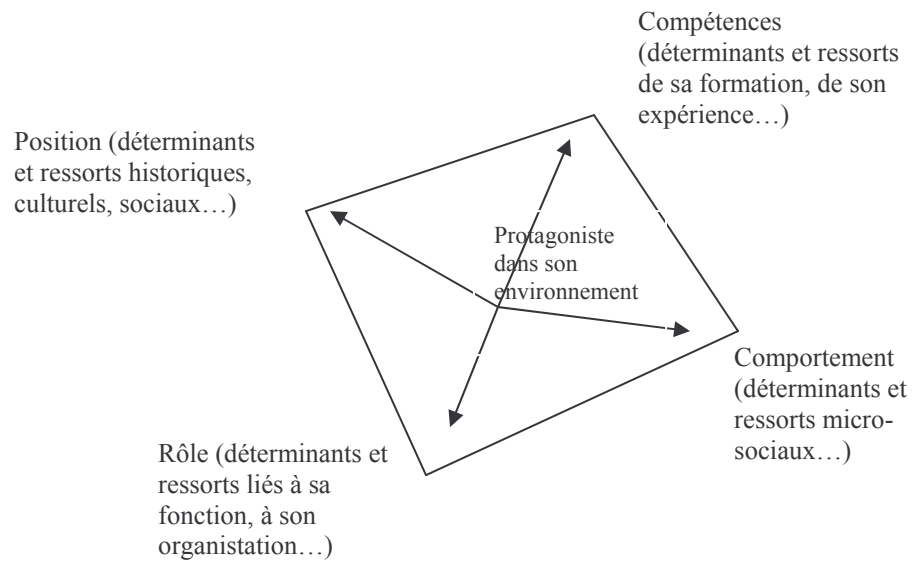 Compétences
(déterminants et ressorts
de sa formation, de son
expérience…)
Position (déterminants
et ressorts historiques,
culturels, sociaux…)
Protagoniste
dans son
environnement
Comportement
(déterminants et
ressorts micro-
sociaux…)
Rôle (déterminants et
ressorts liés à sa
fonction, à son
organistation…)